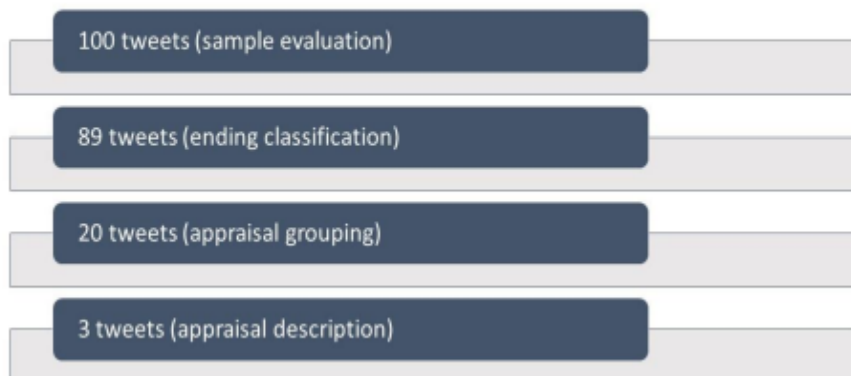 100 tweets (sample evaluation)
89 tweets (ending classification)
20 tweets (appraisal grouping)
3 tweets (appraisal description)